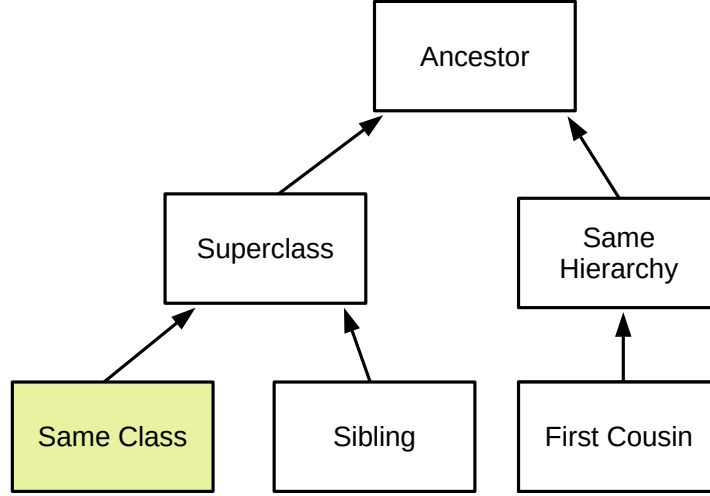 Ancestor
Superclass
Same
Hierarchy
Same Class
Sibling
First Cousin